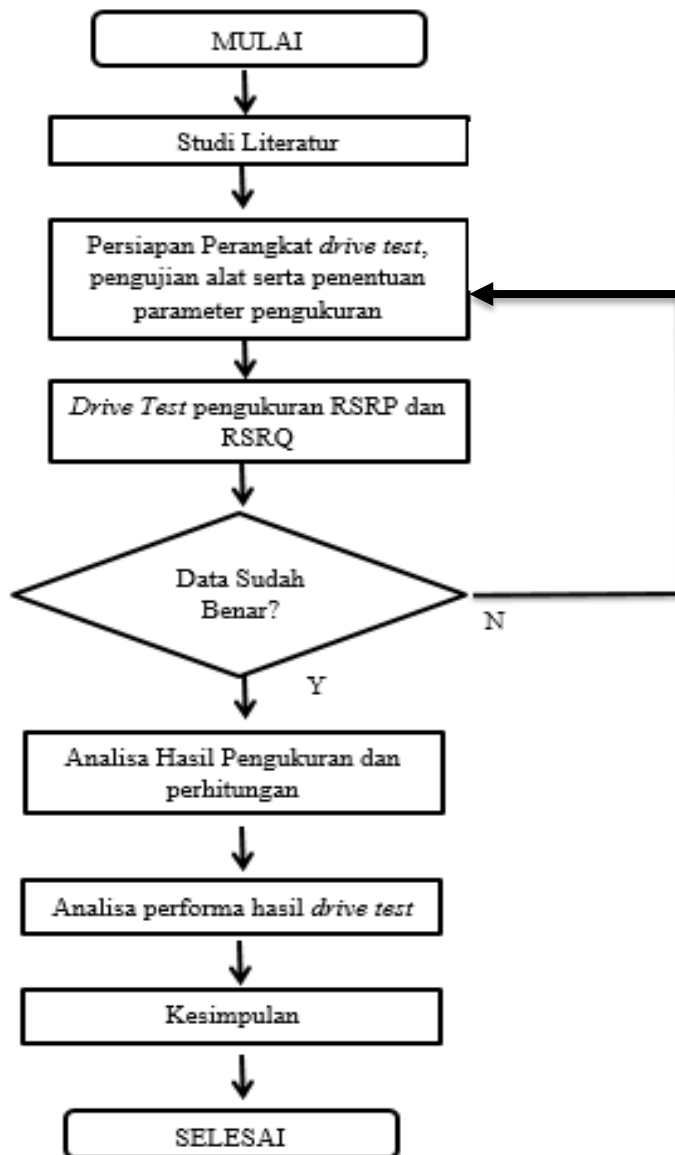 MULAI
Studi Literatur
Persiapan Perangkat drive test,
pengujian alat serta penentuan
parameter pengukuran
Drive Test pengukuran RSRP dan
RSRQ
Data Sudah
Benar?
N
Y
Analisa Hasil Pengukuran dan
perhitungan
Analisa performa hasil drive test
Kesimpulan
SELESAI